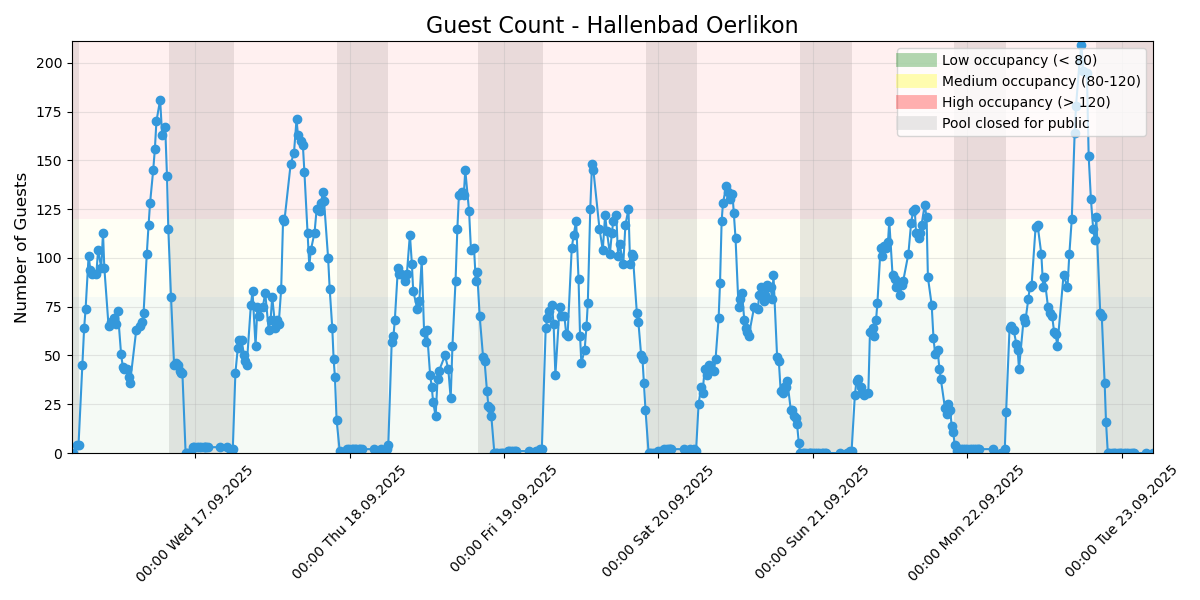 Guest Count - Hallenbad Oerlikon
Number of Guests
200
175
150
125
100
75
50
25
0
Low occupancy (< 80)
Medium occupancy (80-120)
High occupancy (> 120)
Pool closed for public
00:00 Wed 17.09.2025
00:00 Thu 18.09.2025
00:00 Fri 19.09.2025
00:00 Sat 20.09.2025
00:00 Sun 21.09.2025
00:00 Mon 22.09.2025
00:00 Tue 23.09.2025